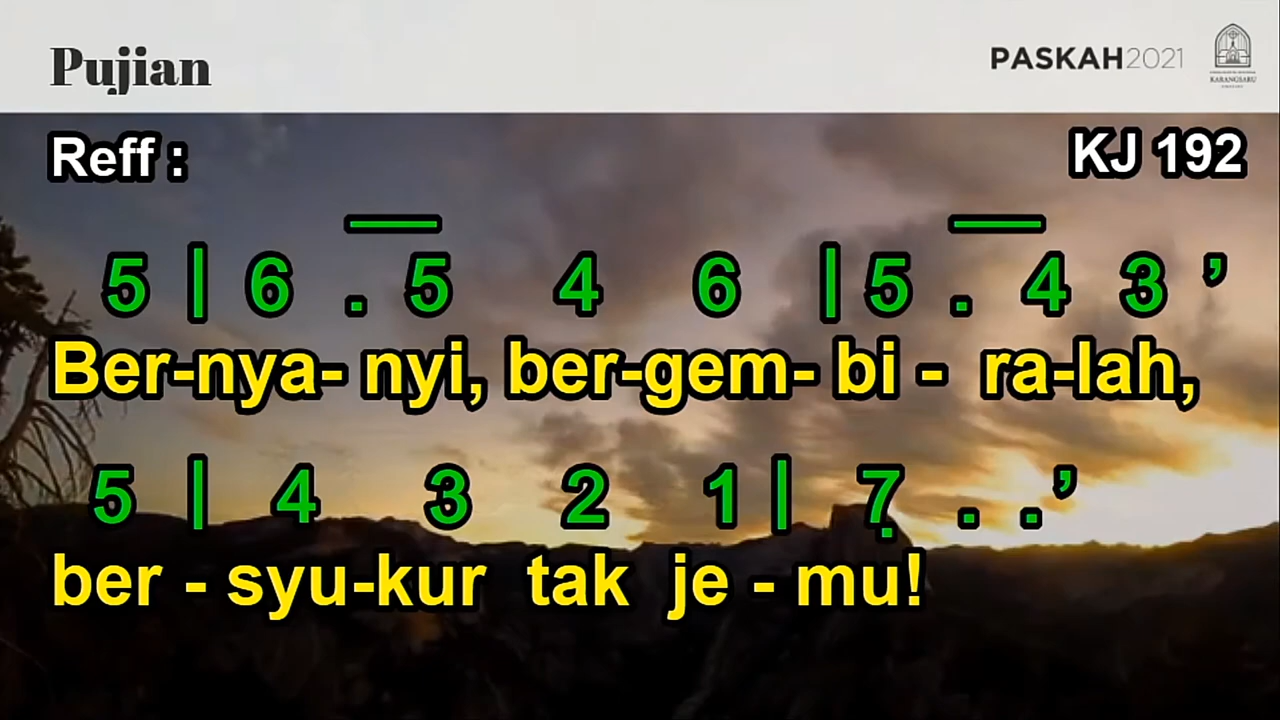 Pujian
PASKAH2021
KARANGSARU
Reff :
KJ 192
5 | 6 . 5 4 6 | 5 . 4 3 ’
Ber-nya- nyi, ber-gem- bi - ra-lah,
5 | 4 3 2 1 | 7̣ . . ’
ber - syu-kur tak je - mu!